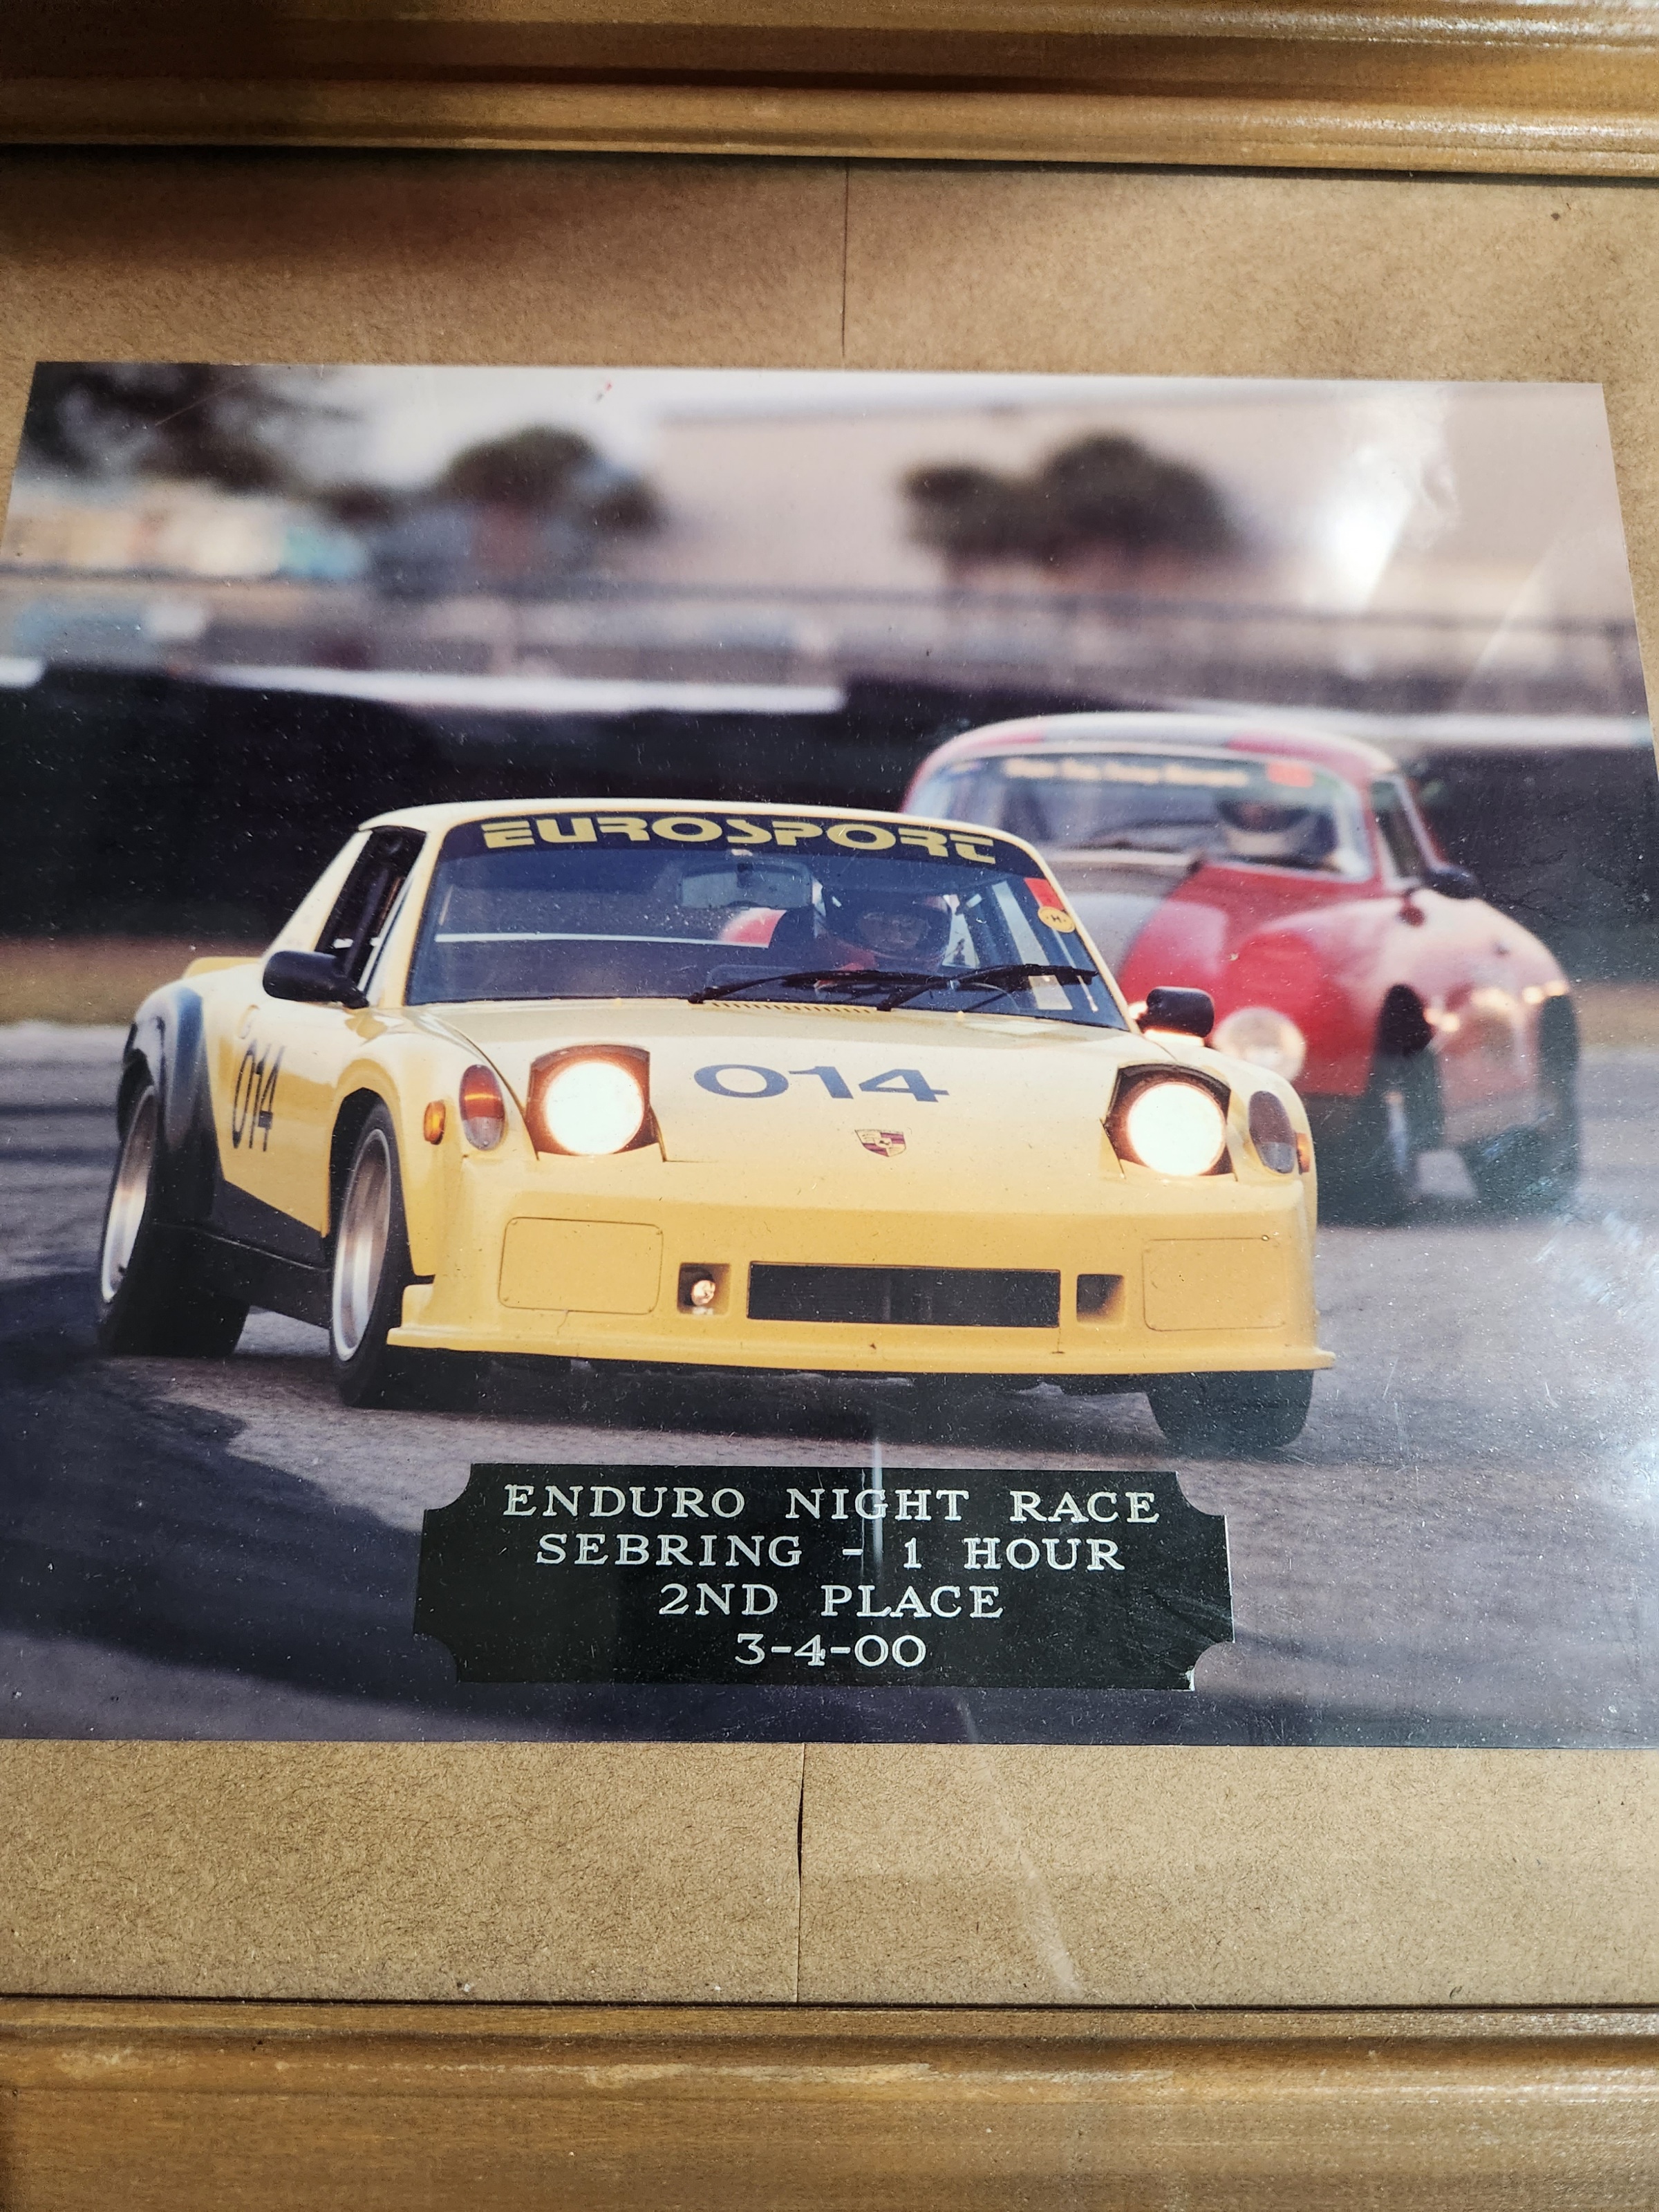 EUROSPORT
014
014
ENDURO NIGHT RACE
SEBRING - 1 HOUR
2ND PLACE
3-4-00